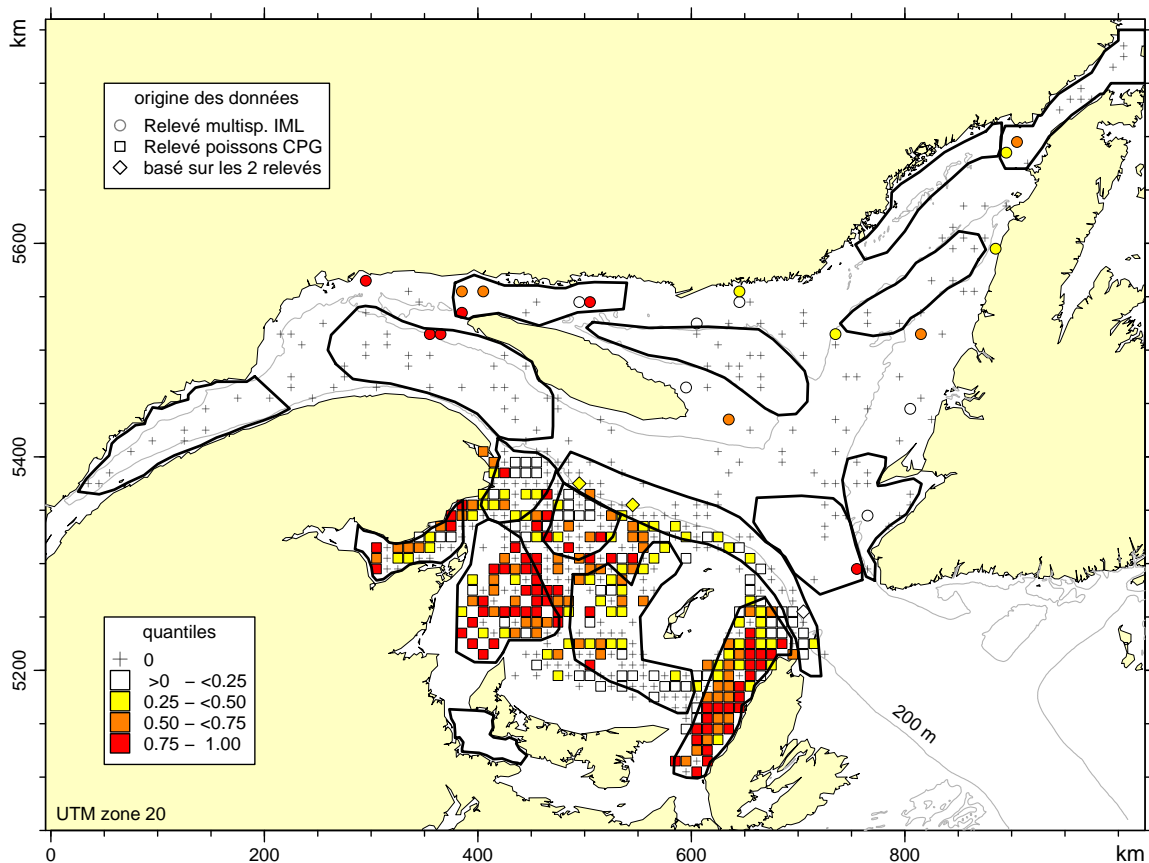 km
origine des données
Relevé multisp. IML
Relevé poissons CPG
basé sur les 2 relevés
5600
5400
5200
quantiles
0
>0 – <0.25
0.25 – <0.50
0.50 – <0.75
0.75 – 1.00
200 m
UTM zone 20
0 200 400 600 800 km